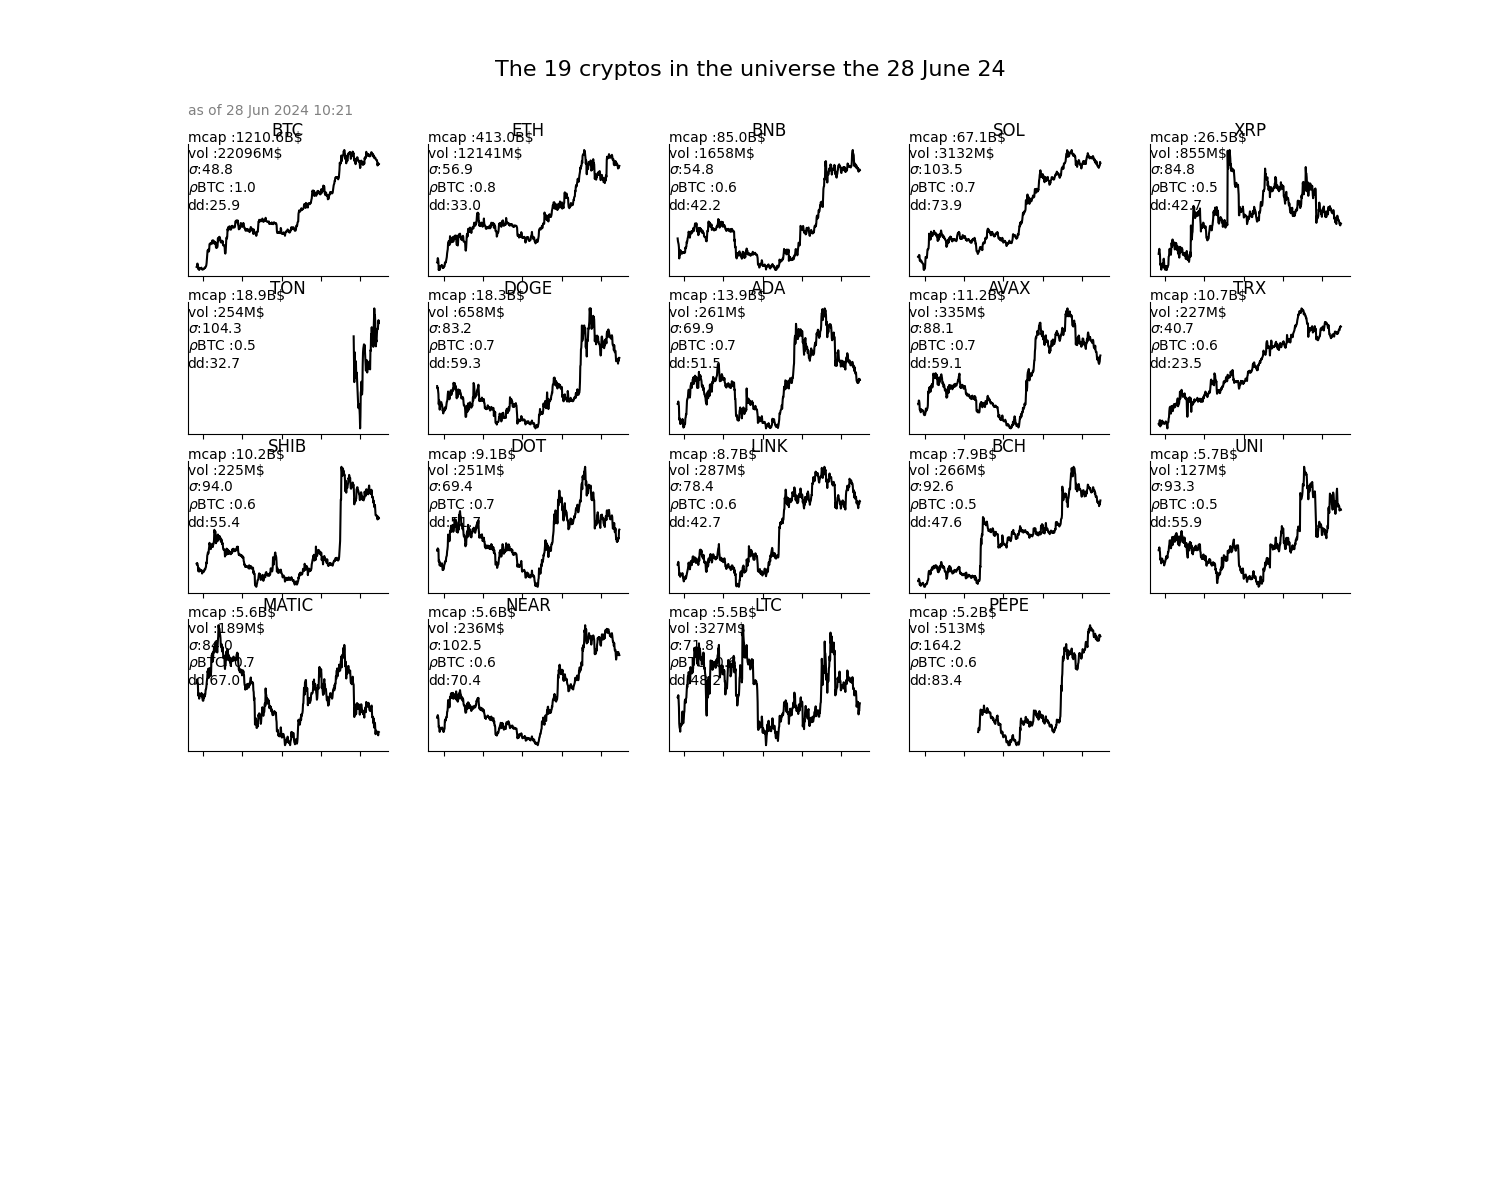 The 19 cryptos in the universe the 28 June 24
as of 28 Jun 2024 10:21
BTC
mcap :1210.6B$
vol :22096M$
σ:48.8
ρBTC :1.0
dd:25.9
ETH
mcap :413.0B$
vol :12141M$
σ:56.9
ρBTC :0.8
dd:33.0
BNB
mcap :85.0B$
vol :1658M$
σ:54.8
ρBTC :0.6
dd:42.2
SOL
mcap :67.1B$
vol :3132M$
σ:103.5
ρBTC :0.7
dd:73.9
XRP
mcap :26.5B$
vol :855M$
σ:84.8
ρBTC :0.5
dd:42.7
TON
mcap :18.9B$
vol :254M$
σ:104.3
ρBTC :0.5
dd:32.7
DOGE
mcap :18.3B$
vol :658M$
σ:83.2
ρBTC :0.7
dd:59.3
ADA
mcap :13.9B$
vol :261M$
σ:69.9
ρBTC :0.7
dd:51.5
AVAX
mcap :11.2B$
vol :335M$
σ:88.1
ρBTC :0.7
dd:59.1
TRX
mcap :10.7B$
vol :227M$
σ:40.7
ρBTC :0.6
dd:23.5
SHIB
mcap :10.2B$
vol :225M$
σ:94.0
ρBTC :0.6
dd:55.4
DOT
mcap :9.1B$
vol :251M$
σ:69.4
ρBTC :0.7
dd:51.7
LINK
mcap :8.7B$
vol :287M$
σ:78.4
ρBTC :0.6
dd:42.7
BCH
mcap :7.9B$
vol :266M$
σ:92.6
ρBTC :0.5
dd:47.6
UNI
mcap :5.7B$
vol :127M$
σ:93.3
ρBTC :0.5
dd:55.9
MATIC
mcap :5.6B$
vol :189M$
σ:84.0
ρBTC :0.7
dd:67.0
NEAR
mcap :5.6B$
vol :236M$
σ:102.5
ρBTC :0.6
dd:70.4
LTC
mcap :5.5B$
vol :327M$
σ:71.8
ρBTC
dd:48.2
PEPE
mcap :5.2B$
vol :513M$
σ:164.2
ρBTC :0.6
dd:83.4